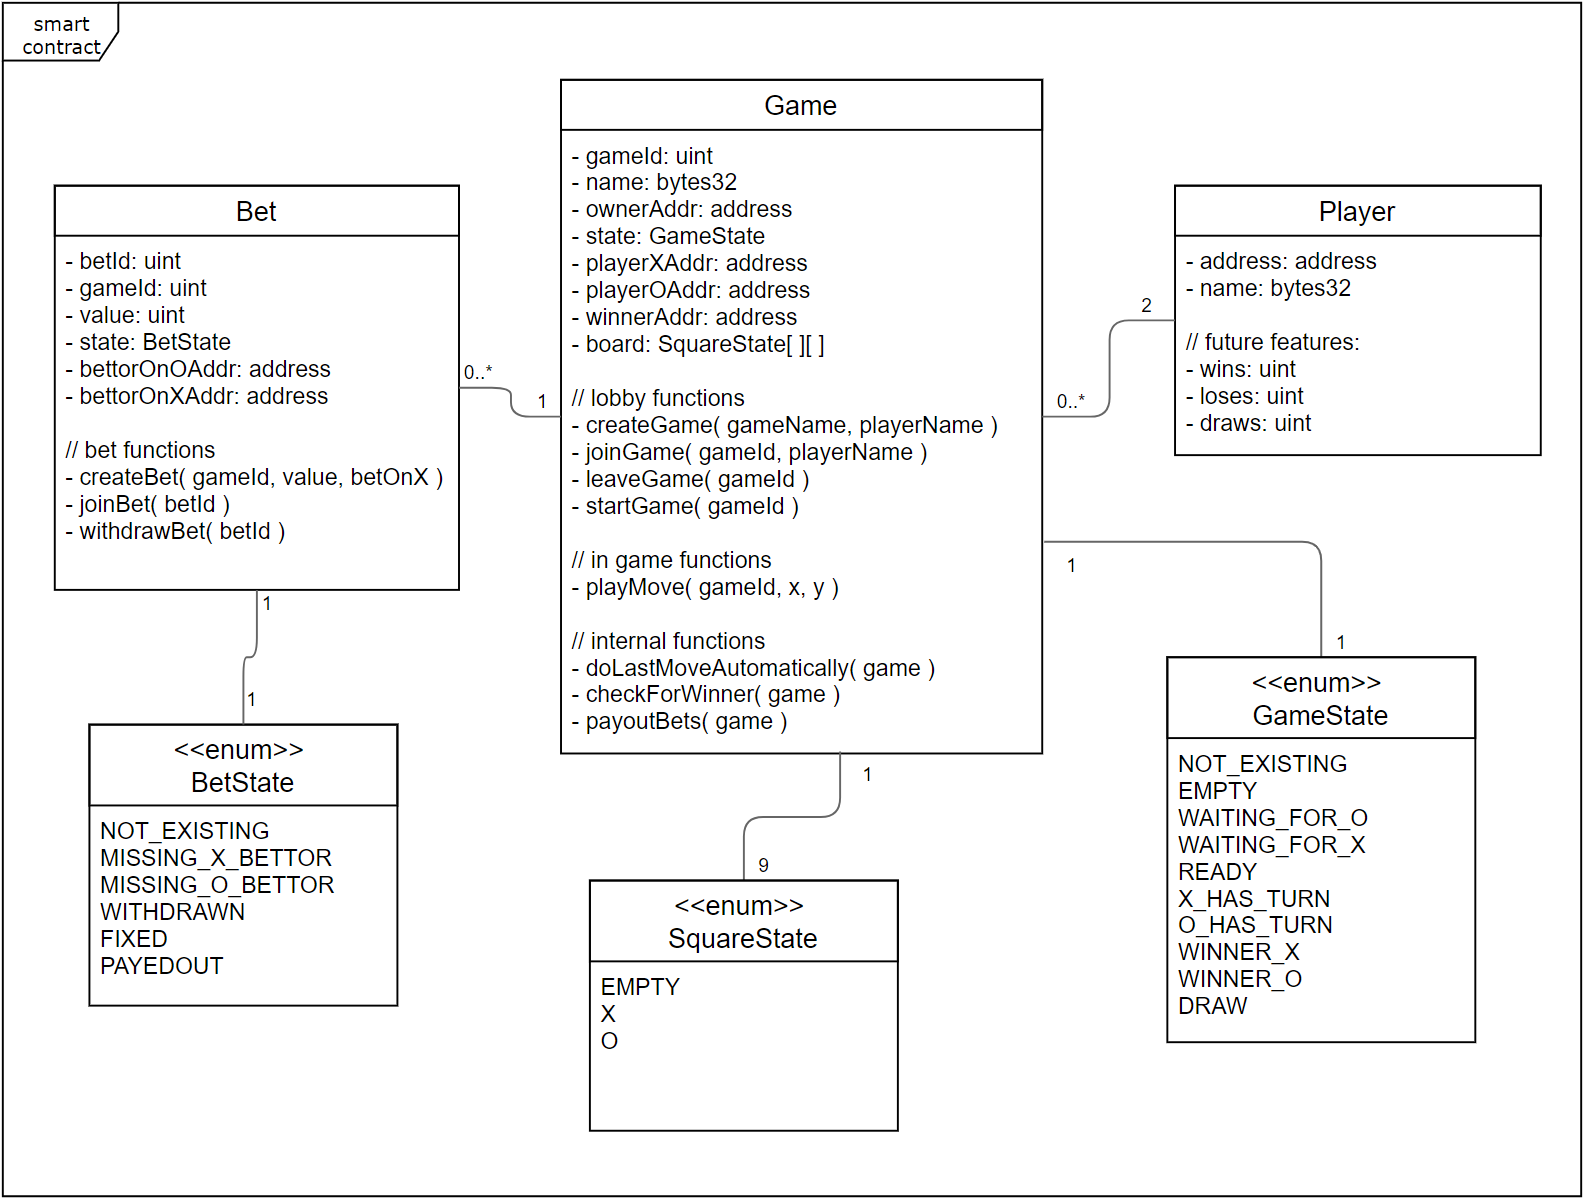 smart
contract
Game
- gameId: uint
- name: bytes32
- ownerAddr: address
- state: GameState
- playerXAddr: address
- playerOAddr: address
- winnerAddr: address
- board: SquareState[ ][ ]
// lobby functions
- createGame( gameName, playerName )
- joinGame( gameId, playerName )
- leaveGame( gameId )
- startGame( gameId )
// in game functions
- playMove( gameId, x, y )
// internal functions
- doLastMoveAutomatically( game )
- checkForWinner( game )
- payoutBets( game )
Bet
- betId: uint
- gameId: uint
- value: uint
- state: BetState
- bettorOnOAddr: address
- bettorOnXAddr: address
// bet functions
- createBet( gameId, value, betOnX )
- joinBet( betId )
- withdrawBet( betId )
0..*
1
Player
- address: address
- name: bytes32
// future features:
- wins: uint
- loses: uint
- draws: uint
2
0..*
1
1
1
1
<<enum>>
BetState
NOT_EXISTING
MISSING_X_BETTOR
MISSING_O_BETTOR
WITHDRAWN
FIXED
PAYEDOUT
1
9
<<enum>>
SquareState
EMPTY
X
O
<<enum>>
GameState
NOT_EXISTING
EMPTY
WAITING_FOR_O
WAITING_FOR_X
READY
X_HAS_TURN
O_HAS_TURN
WINNER_X
WINNER_O
DRAW